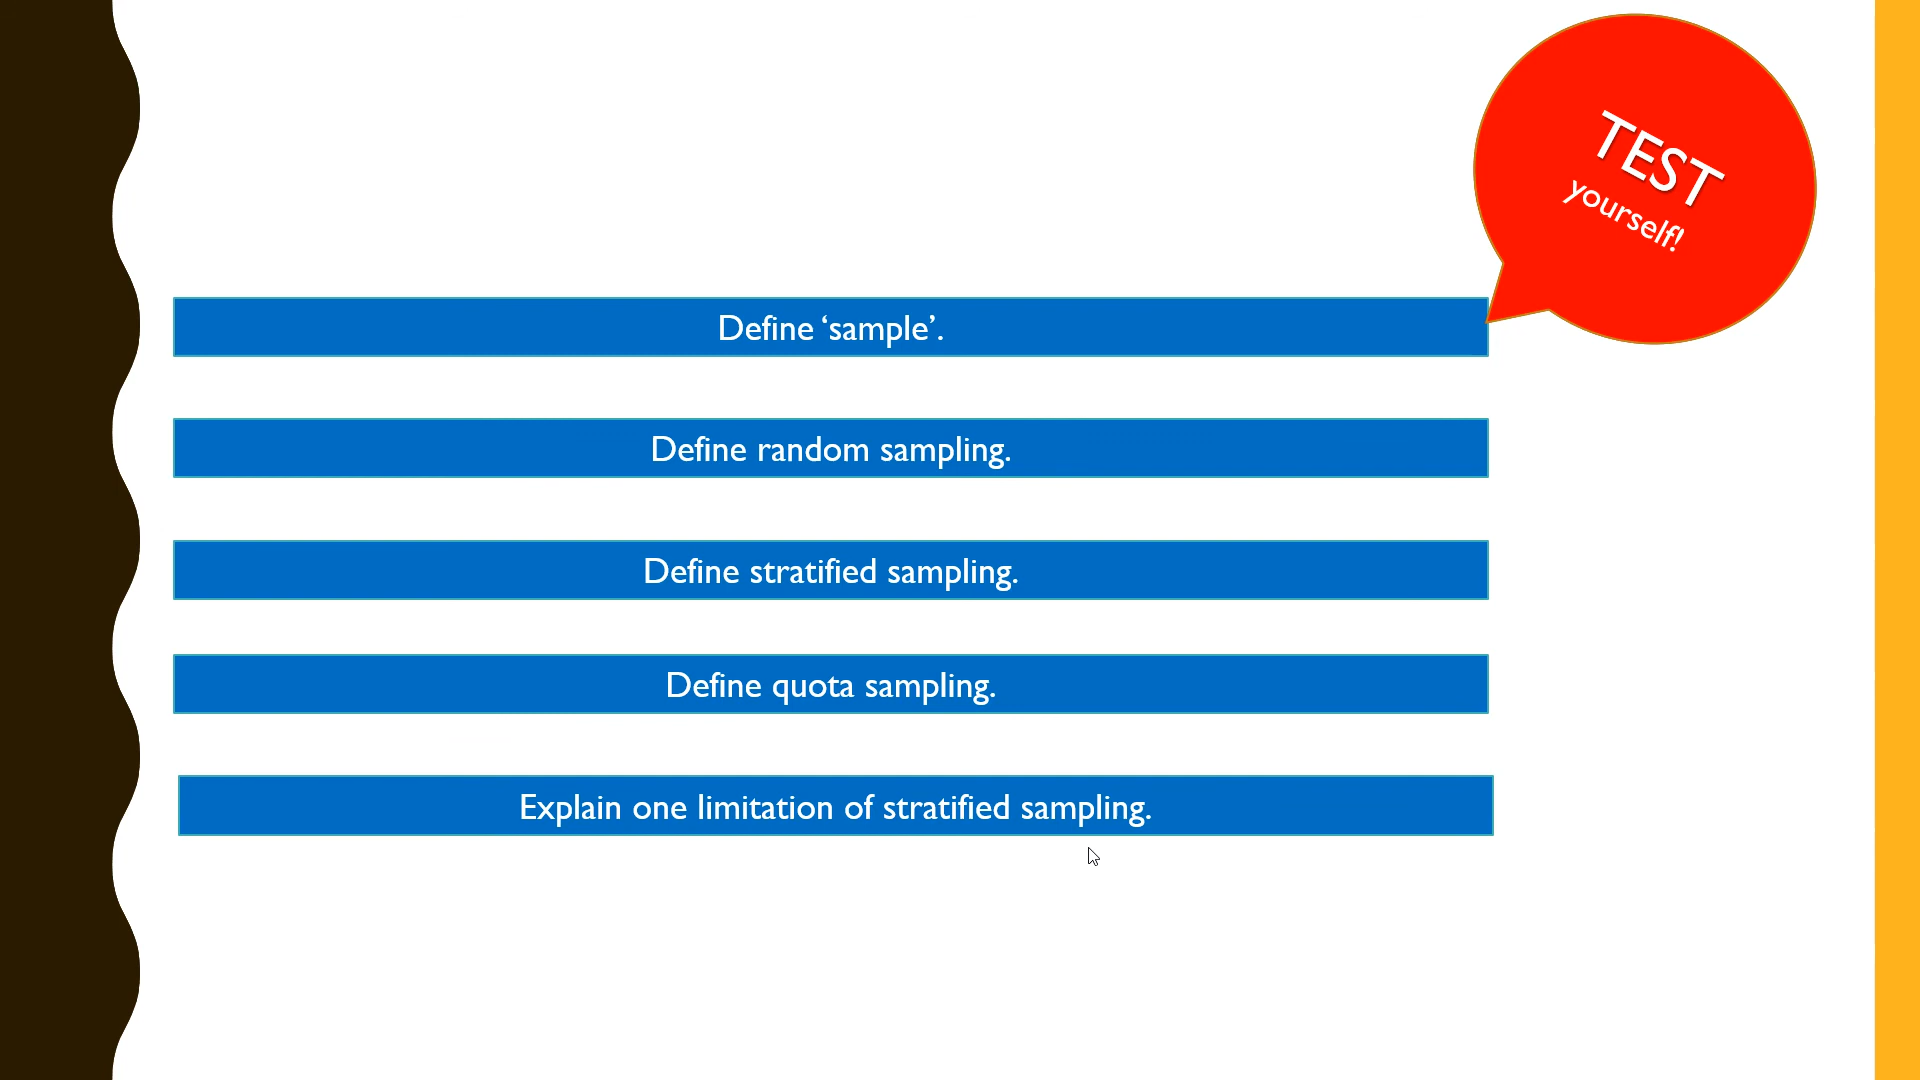 TEST
yourself!
Define ‘sample’.
Define random sampling.
Define stratified sampling.
Define quota sampling.
Explain one limitation of stratified sampling.